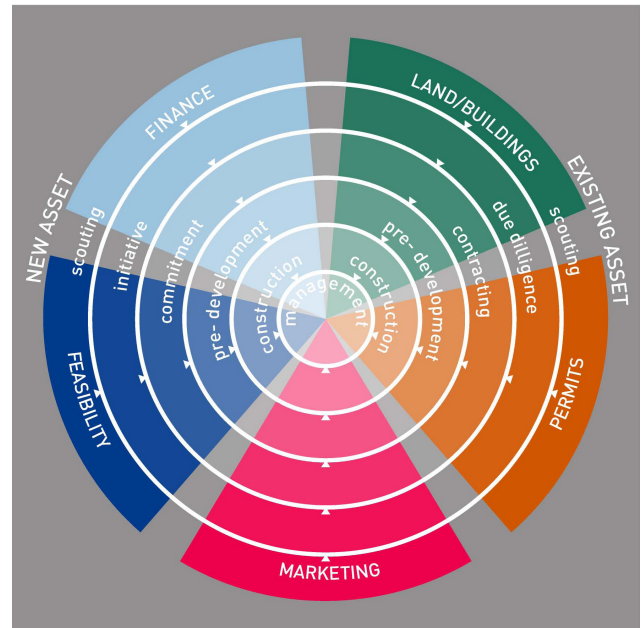 FINANCE
LAND/BUILDINGS
NEW ASSET
EXISTING ASSET
scouting
initiative
commitment
pre- development
construction
management
construction
pre- development
contracting
due dilligence
scouting
FEASIBILITY
PERMITS
MARKETING